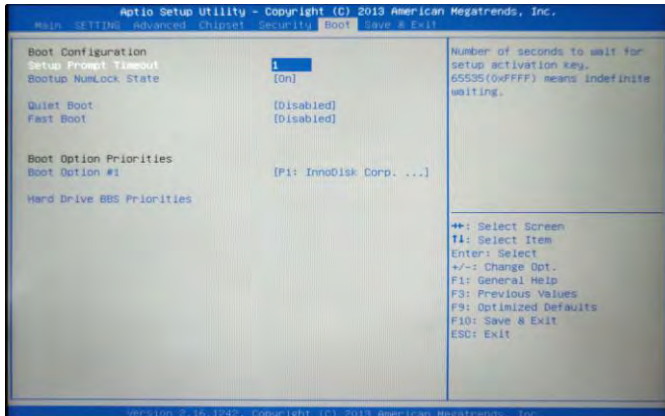 Aptio Setup Utility - Copyright (C) 2013 American Megatrends, Inc.
Main SETTING Advanced Chipset Security Boot Save & Exit
Boot Configuration
Setup Prompt Timeout 1
Bootup NumLock State [On]
Quiet Boot [Disabled]
Fast Boot [Disabled]
Boot Option Priorities
Boot Option #1 [P1: InnoDisk Corp. ...]
Hard Drive BBS Priorities
Number of seconds to wait for
setup activation key.
65535(0xFFFF) means indefinite
waiting.
→←: Select Screen
↑↓: Select Item
Enter: Select
+/-: Change Opt.
F1: General Help
F3: Previous Values
F9: Optimized Defaults
F10: Save & Exit
ESC: Exit
Version 2.16.1242. Copyright (C) 2013 American Megatrends, Inc.